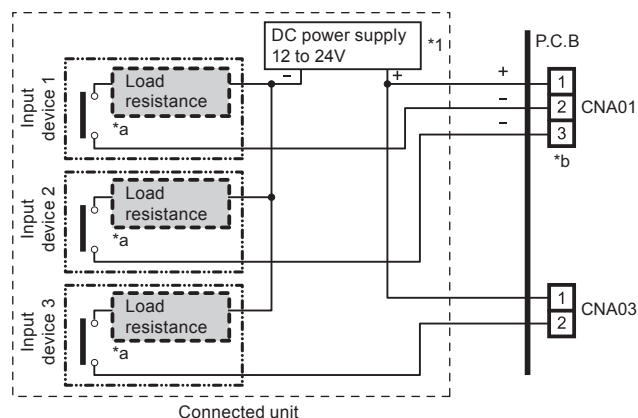 DC power supply
12 to 24V
*1
P.C.B
–
+
+
1
–
2
CNA01
–
3
*b
Input
device 1
Load
resistance
*a
Input
device 2
Load
resistance
*a
Input
device 3
Load
resistance
*a
1
CNA03
2
Connected unit